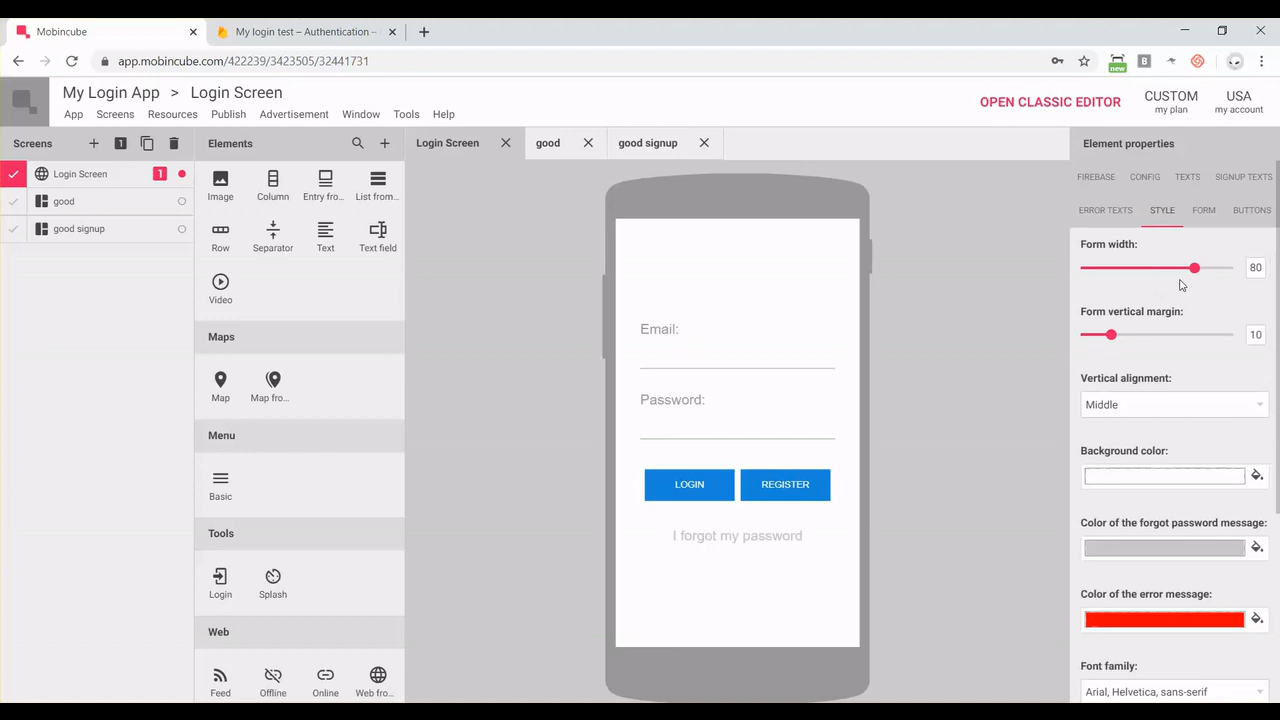 Mobincube
My login test – Authentication –
app.mobincube.com/422239/3423505/32441731
new
B
My Login App > Login Screen
App Screens Resources Publish Advertisement Window Tools Help
OPEN CLASSIC EDITOR
CUSTOM
my plan
USA
my account
Screens
1
Login Screen
1
good
good signup
Elements
Image Column Entry fro... List from...
Row Separator Text Text field
Video
Maps
Map Map fro...
Menu
Basic
Tools
Login Splash
Web
Feed Offline Online Web fro...
Login Screen good good signup
Email:
Password:
LOGIN REGISTER
I forgot my password
Element properties
FIREBASE CONFIG TEXTS SIGNUP TEXTS
ERROR TEXTS STYLE FORM BUTTONS
Form width:
80
Form vertical margin:
10
Vertical alignment:
Middle
Background color:
Color of the forgot password message:
Color of the error message:
Font family:
Arial, Helvetica, sans-serif